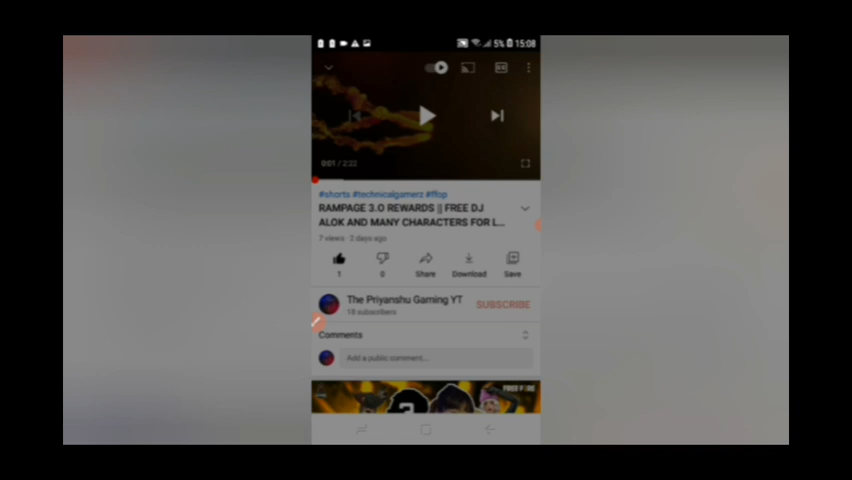 5% 15:08
0:01 / 2:22
#shorts #technicalgamerz #ffop
RAMPAGE 3.0 REWARDS || FREE DJ
ALOK AND MANY CHARACTERS FOR L...
7 views · 2 days ago
1 0 Share Download Save
The Priyanshu Gaming YT SUBSCRIBE
18 subscribers
Comments
Add a public comment...
FREE FIRE
3